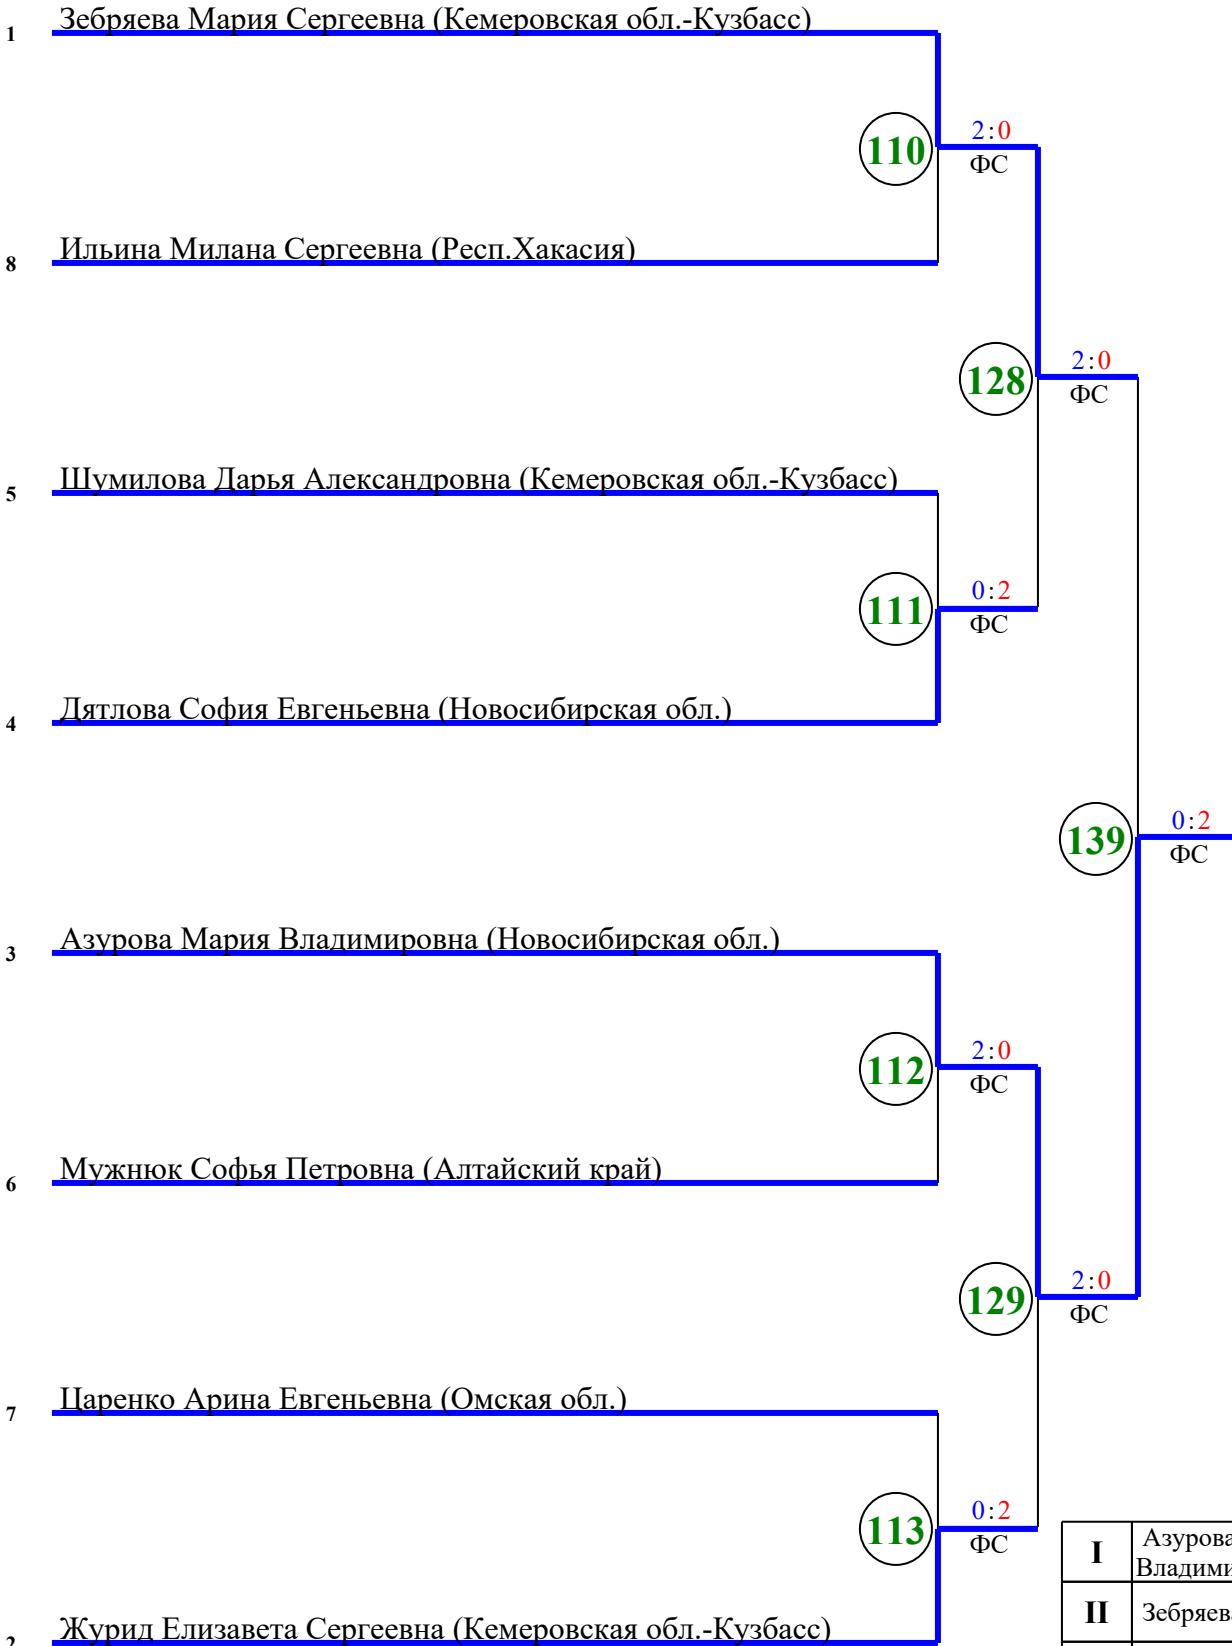 1 Зебряева Мария Сергеевна (Кемеровская обл.-Кузбасс)
110 2:0
ФС
8 Ильина Милана Сергеевна (Респ.Хакасия)
128 2:0
ФС
5 Шумилова Дарья Александровна (Кемеровская обл.-Кузбасс)
111 0:2
ФС
4 Дятлова София Евгеньевна (Новосибирская обл.)
139 0:2
ФС
3 Азурова Мария Владимировна (Новосибирская обл.)
112 2:0
ФС
6 Мужнюк Софья Петровна (Алтайский край)
129 2:0
ФС
7 Царенко Арина Евгеньевна (Омская обл.)
113 0:2
ФС
I Азурова
Владими
II Зебряев
2 Журид Елизавета Сергеевна (Кемеровская обл.-Кузбасс)